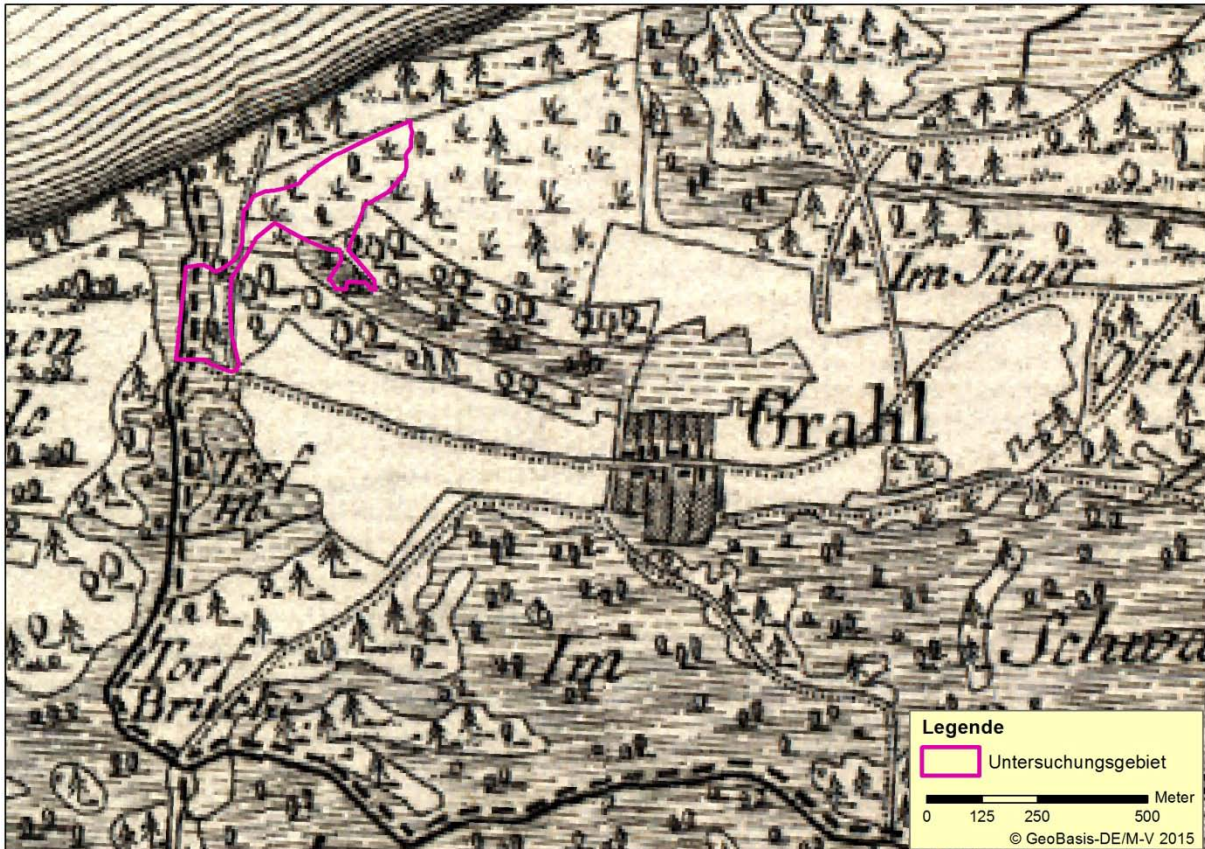 Im Jäger
Grahl
Torf
M.
Torf
Brüche
Im
Legende
Untersuchungsgebiet
Meter
0 125 250 500
© GeoBasis-DE/M-V 2015